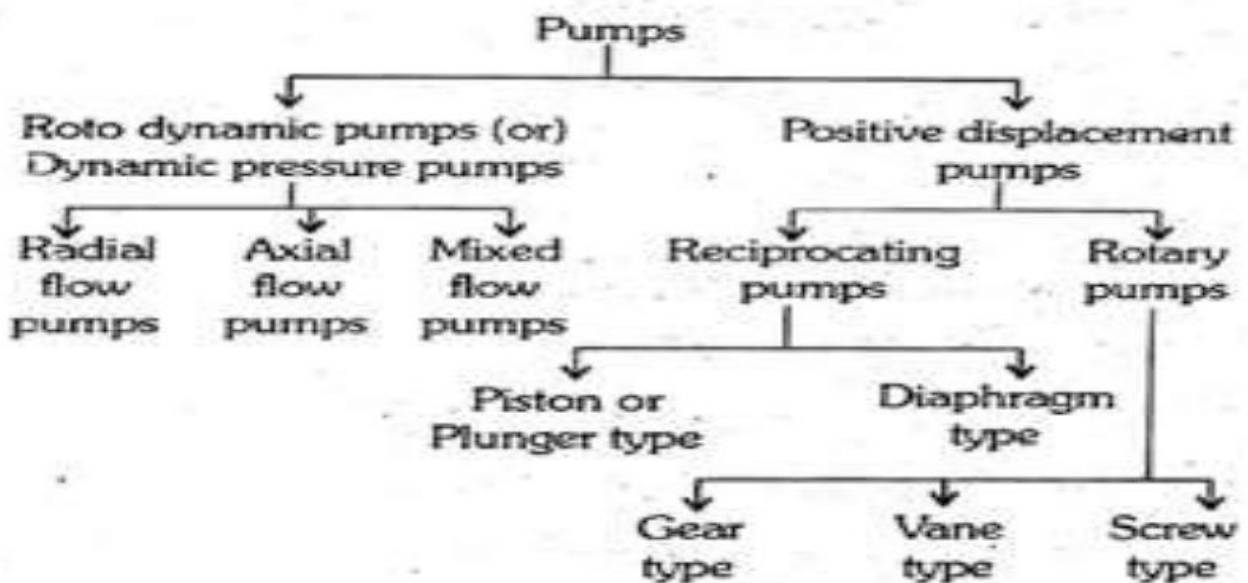 Pumps
Roto dynamic pumps (or)
Dynamic pressure pumps
Positive displacement
pumps
Radial
flow
pumps
Axial
flow
pumps
Mixed
flow
pumps
Reciprocating
pumps
Rotary
pumps
Piston or
Plunger type
Diaphragm
type
Gear
type
Vane
type
Screw
type